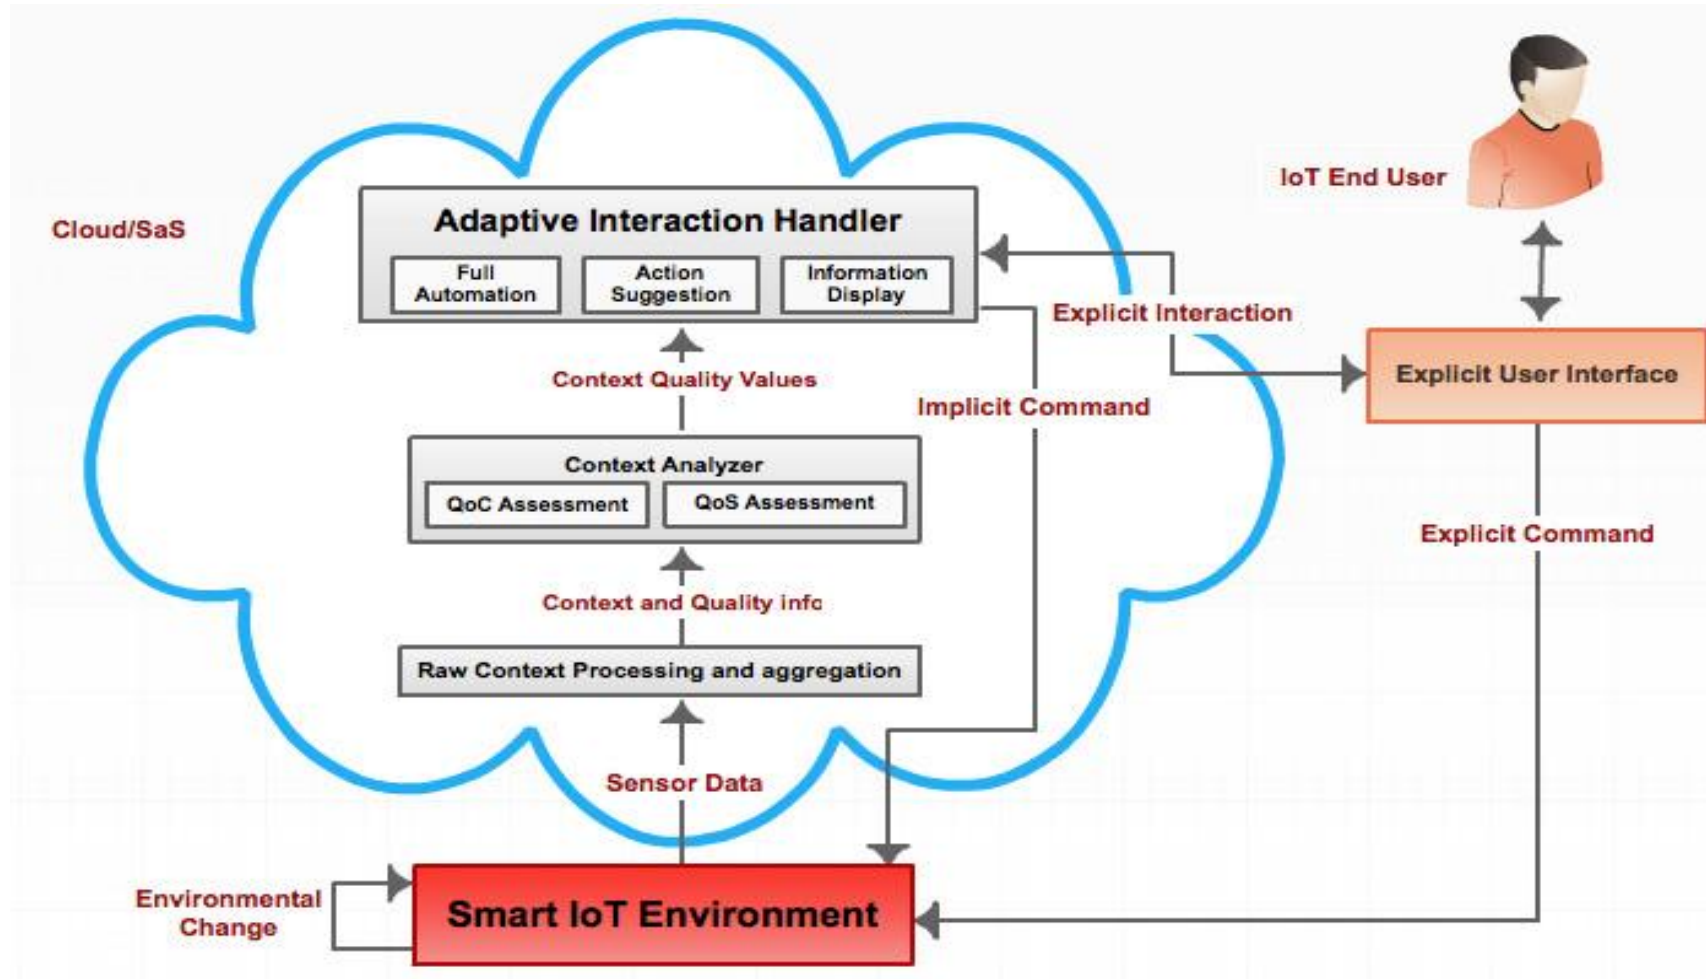 IoT End User
Cloud/SaS
Adaptive Interaction Handler
Full
Automation
Action
Suggestion
Information
Display
Explicit Interaction
Explicit User Interface
Context Quality Values
Implicit Command
Context Analyzer
QoC Assessment
QoS Assessment
Explicit Command
Context and Quality info
Raw Context Processing and aggregation
Sensor Data
Environmental
Change
Smart IoT Environment